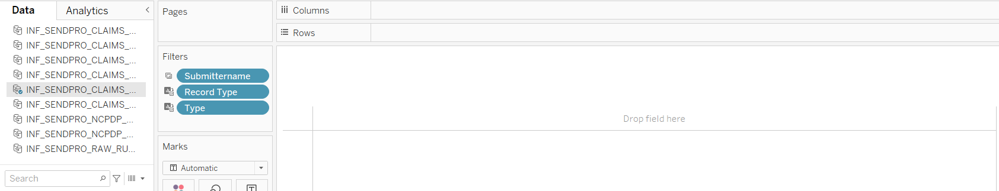 Data
Analytics
INF_SENDPRO_CLAIMS_...
INF_SENDPRO_CLAIMS_...
INF_SENDPRO_CLAIMS_...
INF_SENDPRO_CLAIMS_...
INF_SENDPRO_CLAIMS_...
INF_SENDPRO_CLAIMS_...
INF_SENDPRO_NCPDP_...
INF_SENDPRO_NCPDP_...
INF_SENDPRO_RAW_RU...
Search
Pages
Filters
Submittername
Record Type
Type
Marks
Automatic
Columns
Rows
Drop field here